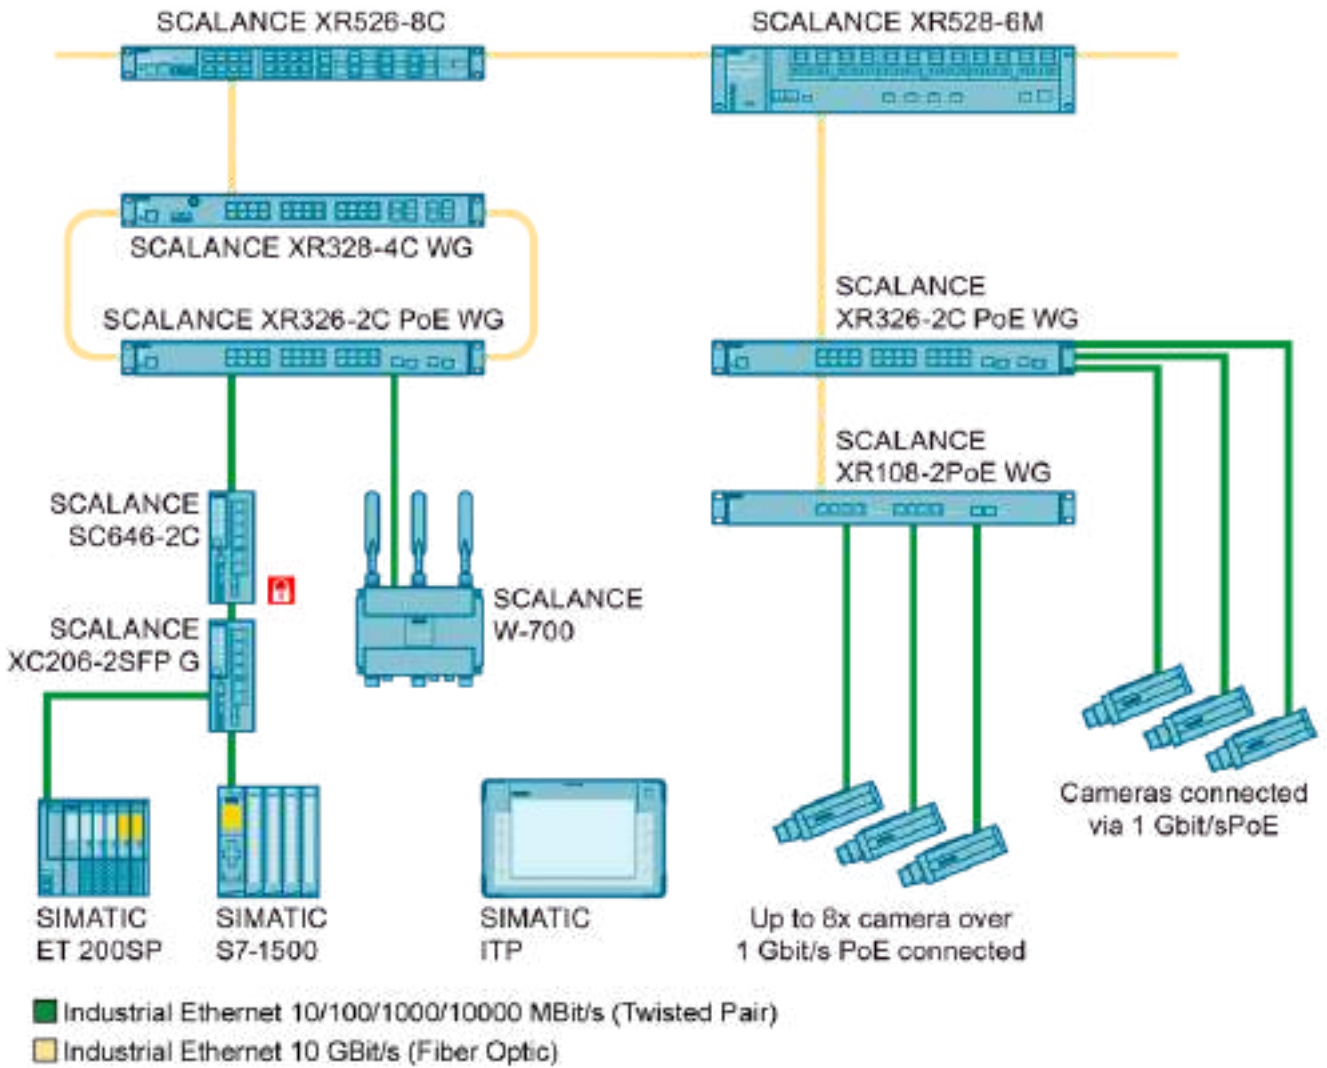 SCALANCE XR526-8C
SCALANCE XR528-6M
SCALANCE XR328-4C WG
SCALANCE XR326-2C PoE WG
SCALANCE
XR326-2C PoE WG
SCALANCE
XR108-2PoE WG
SCALANCE
SC646-2C
SCALANCE
W-700
SCALANCE
XC206-2SFP G
Cameras connected
via 1 Gbit/sPoE
SIMATIC
ET 200SP
SIMATIC
S7-1500
SIMATIC
ITP
Up to 8x camera over
1 Gbit/s PoE connected
Industrial Ethernet 10/100/1000/10000 MBit/s (Twisted Pair)
Industrial Ethernet 10 GBit/s (Fiber Optic)